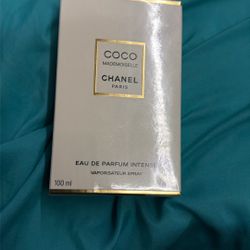 COCO
MADEMOISELLE
CHANEL
PARIS
EAU DE PARFUM INTENSE
VAPORISATEUR SPRAY
100 ml